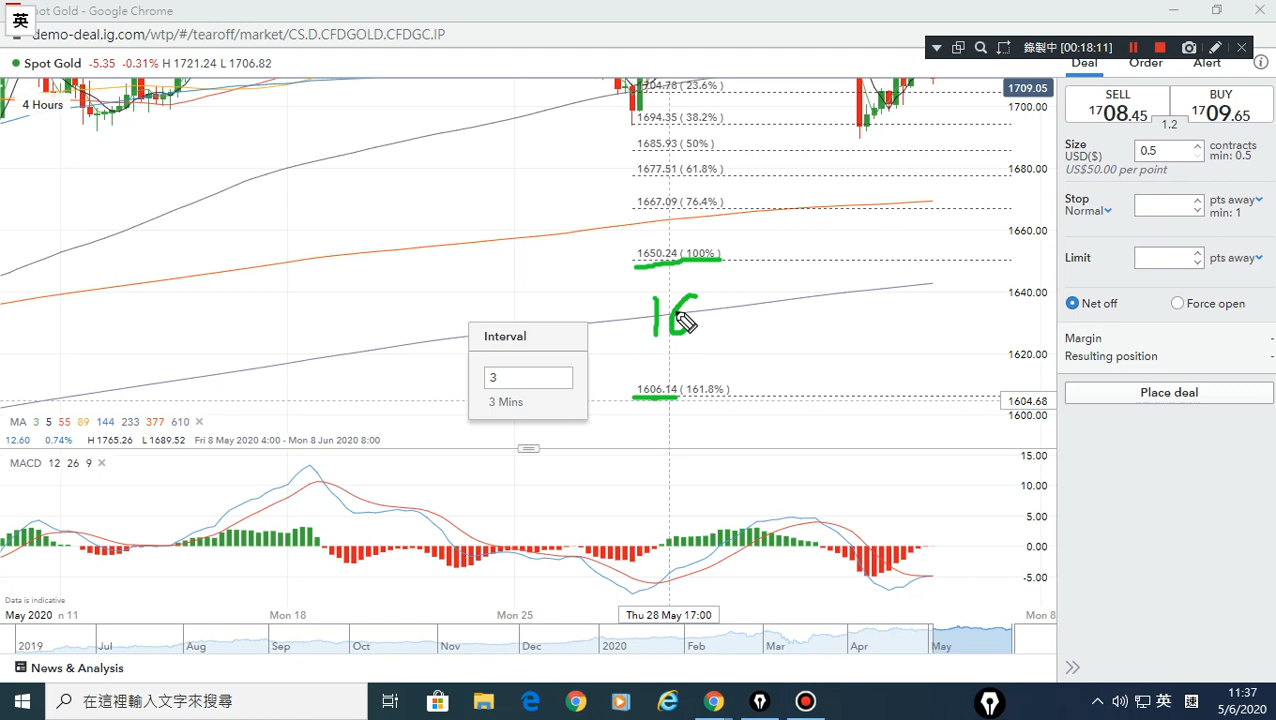 英
Spot Gold - Google Chrome
demo-deal.ig.com/wtp/#/tearoff/market/CS.D.CFDGOLD.CFDGC.IP
錄製中 [00:18:11]
Spot Gold -5.35 -0.31% H 1721.24 L 1706.82
Deal Order Alert
4 Hours
1704.78 ( 23.6% )
1694.35 ( 38.2% )
1685.93 ( 50% )
1677.51 ( 61.8% )
1667.09 ( 76.4% )
1650.24 ( 100% )
16
1606.14 ( 161.8% )
1709.05
1700.00
1680.00
1660.00
1640.00
1620.00
1604.68
1600.00
Interval
3
3 Mins
MA 3 5 55 89 144 233 377 610
12.60 0.74% H 1765.26 L 1689.52 Fri 8 May 2020 4:00 - Mon 8 Jun 2020 8:00
MACD 12 26 9
15.00
10.00
5.00
0.00
-5.00
Data is indicative
May 2020 n 11 Mon 18 Mon 25 Thu 28 May 17:00 Mon 8
2019 Jul Aug Sep Oct Nov Dec 2020 Feb Mar Apr May
News & Analysis
SELL
1708.45
BUY
1709.65
1.2
Size
USD($)
0.5
contracts
min: 0.5
US$50.00 per point
Stop
Normal
pts away
min: 1
Limit
pts away
Net off Force open
Margin -
Resulting position -
Place deal
在這裡輸入文字來搜尋
英
11:37
5/6/2020